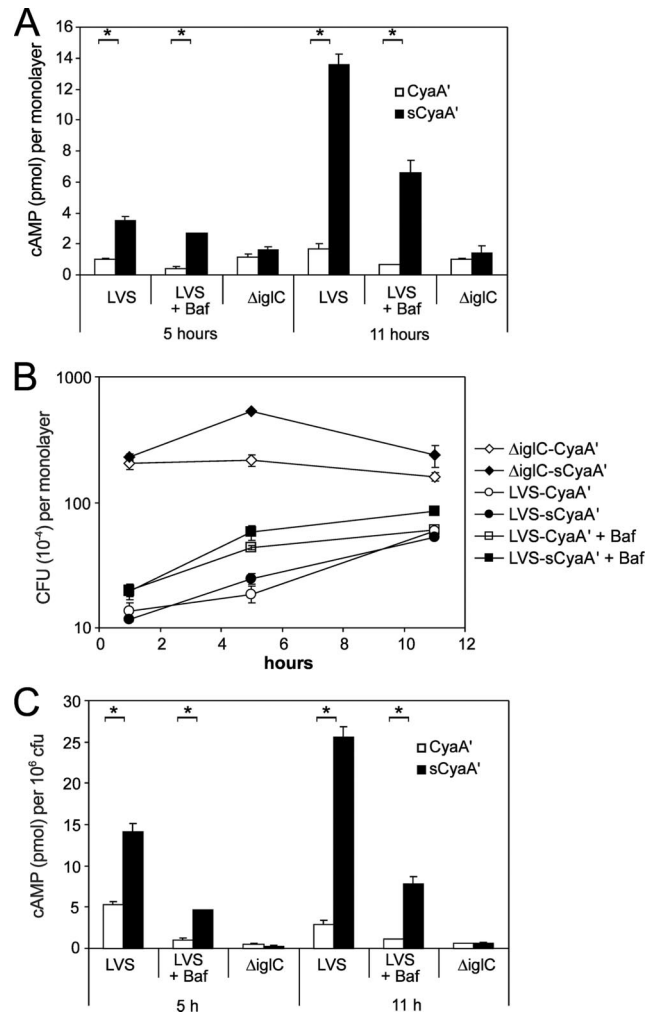 A
16
14
12
10
8
6
4
2
0
cAMP (pmol) per monolayer
* * * *
CyaA'
sCyaA'
LVS LVS + Baf ΔiglC LVS LVS + Baf ΔiglC
5 hours 11 hours
B
1000
100
10
CFU (10⁻⁴) per monolayer
0 2 4 6 8 10 12
hours
ΔiglC-CyaA'
ΔiglC-sCyaA'
LVS-CyaA'
LVS-sCyaA'
LVS-CyaA' + Baf
LVS-sCyaA' + Baf
C
30
25
20
15
10
5
0
cAMP (pmol) per 10⁶ cfu
* * * *
CyaA'
sCyaA'
LVS LVS + Baf ΔiglC LVS LVS + Baf ΔiglC
5 h 11 h